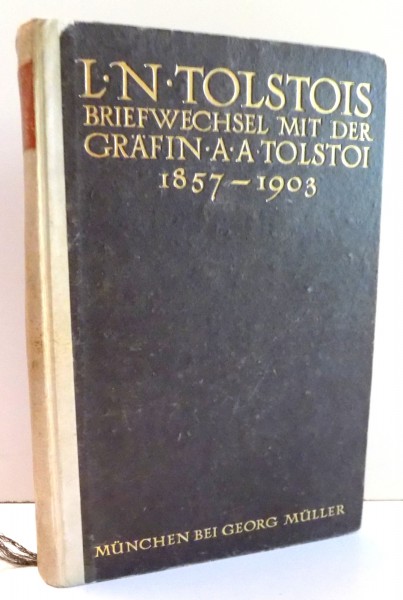 L·N·TOLSTOIS
BRIEFWECHSEL MIT DER
GRÄFIN·A·A·TOLSTOI
1857–1903
MÜNCHEN BEI GEORG MÜLLER